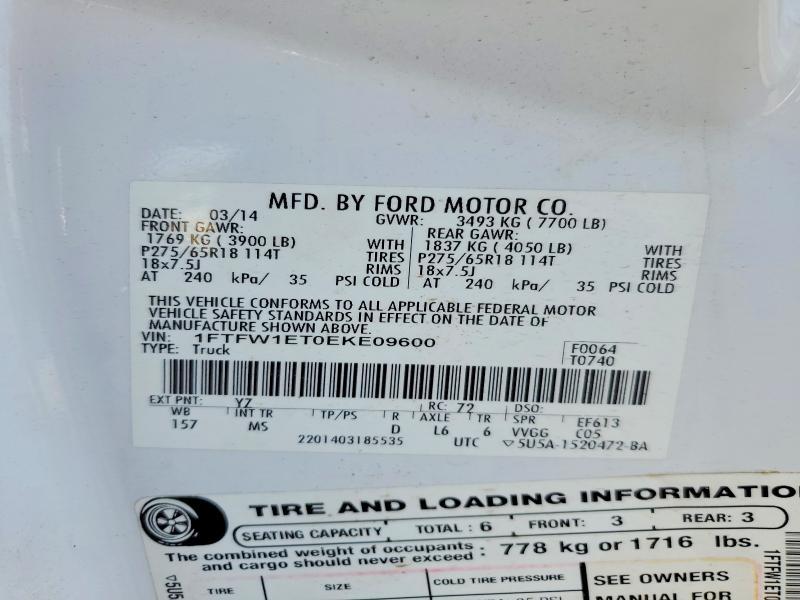 MFD. BY FORD MOTOR CO.
DATE: 03/14 GVWR: 3493 KG ( 7700 LB)
FRONT GAWR: REAR GAWR:
1769 KG ( 3900 LB) WITH 1837 KG ( 4050 LB) WITH
P275/65R18 114T TIRES P275/65R18 114T TIRES
18x7.5J RIMS 18x7.5J RIMS
AT 240 kPa/ 35 PSI COLD AT 240 kPa/ 35 PSI COLD
THIS VEHICLE CONFORMS TO ALL APPLICABLE FEDERAL MOTOR
VEHICLE SAFETY STANDARDS IN EFFECT ON THE DATE OF
MANUFACTURE SHOWN ABOVE.
VIN: 1FTFW1ET0EKE09600
TYPE: Truck
F0064
T0740
EXT PNT: YZ RC: 72 DSO:
WB INT TR TP/PS R AXLE TR SPR EF613
157 MS D L6 6 VVGG C05
2201403185535 UTC ▽5U5A-1520472-BA
TIRE AND LOADING INFORMATIO
SEATING CAPACITY TOTAL : 6 FRONT: 3 REAR: 3
The combined weight of occupants : 778 kg or 1716 lbs.
and cargo should never exceed
TIRE SIZE COLD TIRE PRESSURE SEE OWNERS
MANUAL FOR
▽5U5
1FTFW1ET0